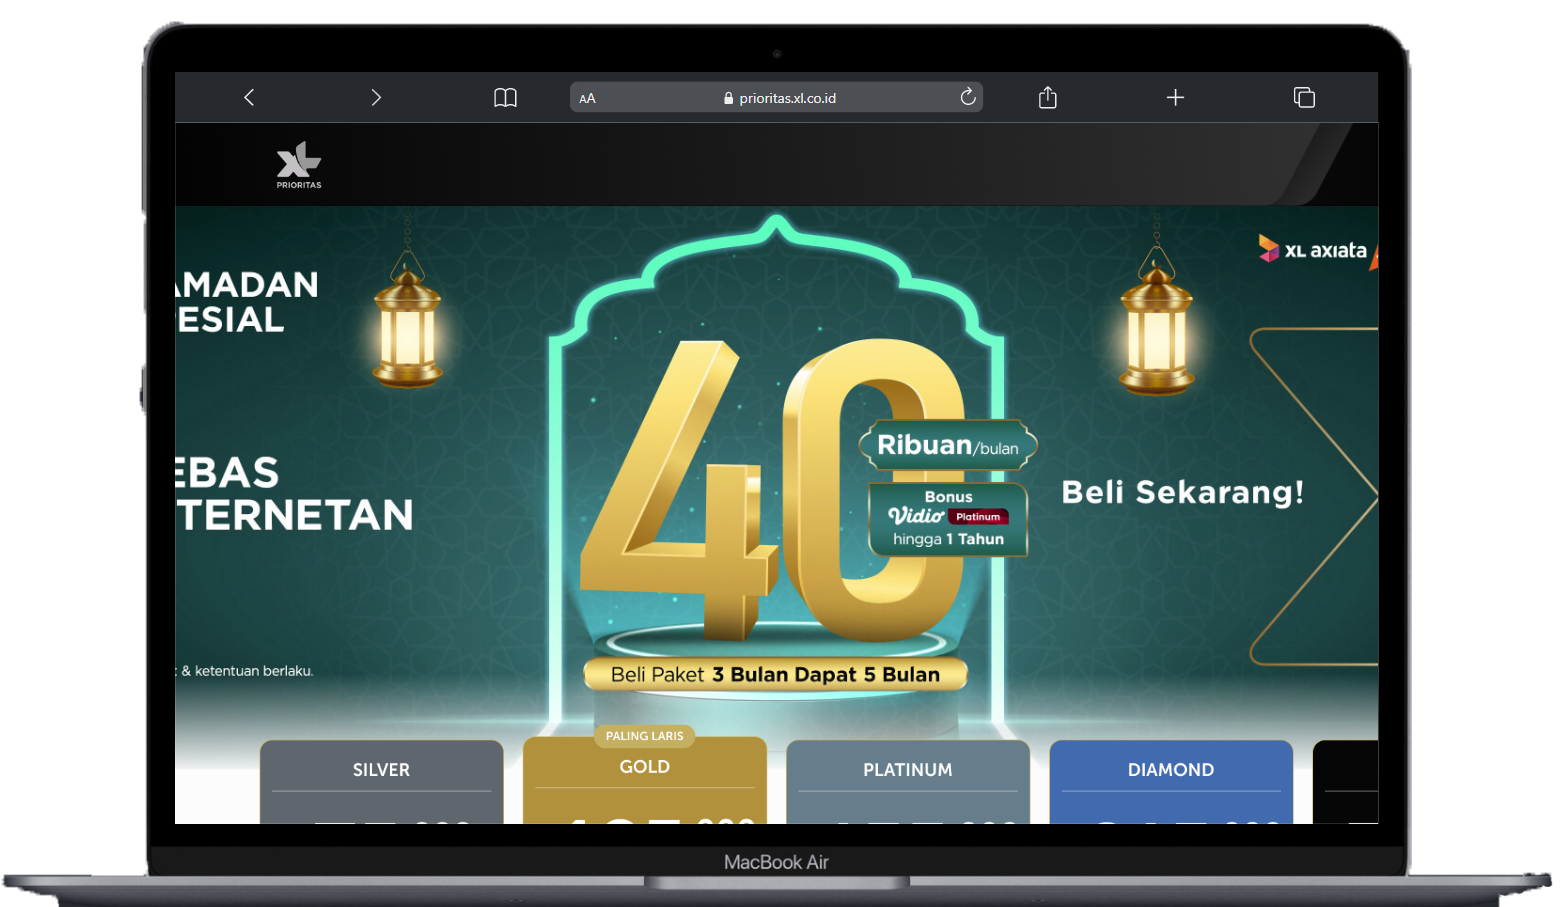 AA
prioritas.xl.co.id
XL
PRIORITAS
AMADAN
ESIAL
XL axiata
40
Ribuan/bulan
Bonus
Vidio Platinum
hingga 1 Tahun
EBAS
TERNETAN
Beli Sekarang!
& ketentuan berlaku.
Beli Paket 3 Bulan Dapat 5 Bulan
PALING LARIS
SILVER
GOLD
PLATINUM
DIAMOND
MacBook Air